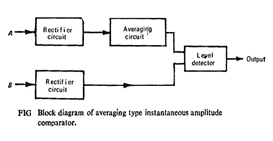 A
Rectifier
circuit
Averaging
circuit
Level
detector
Output
B
Rectifier
circuit
FIG Block diagram of averaging type instantaneous amplitude
comparator.